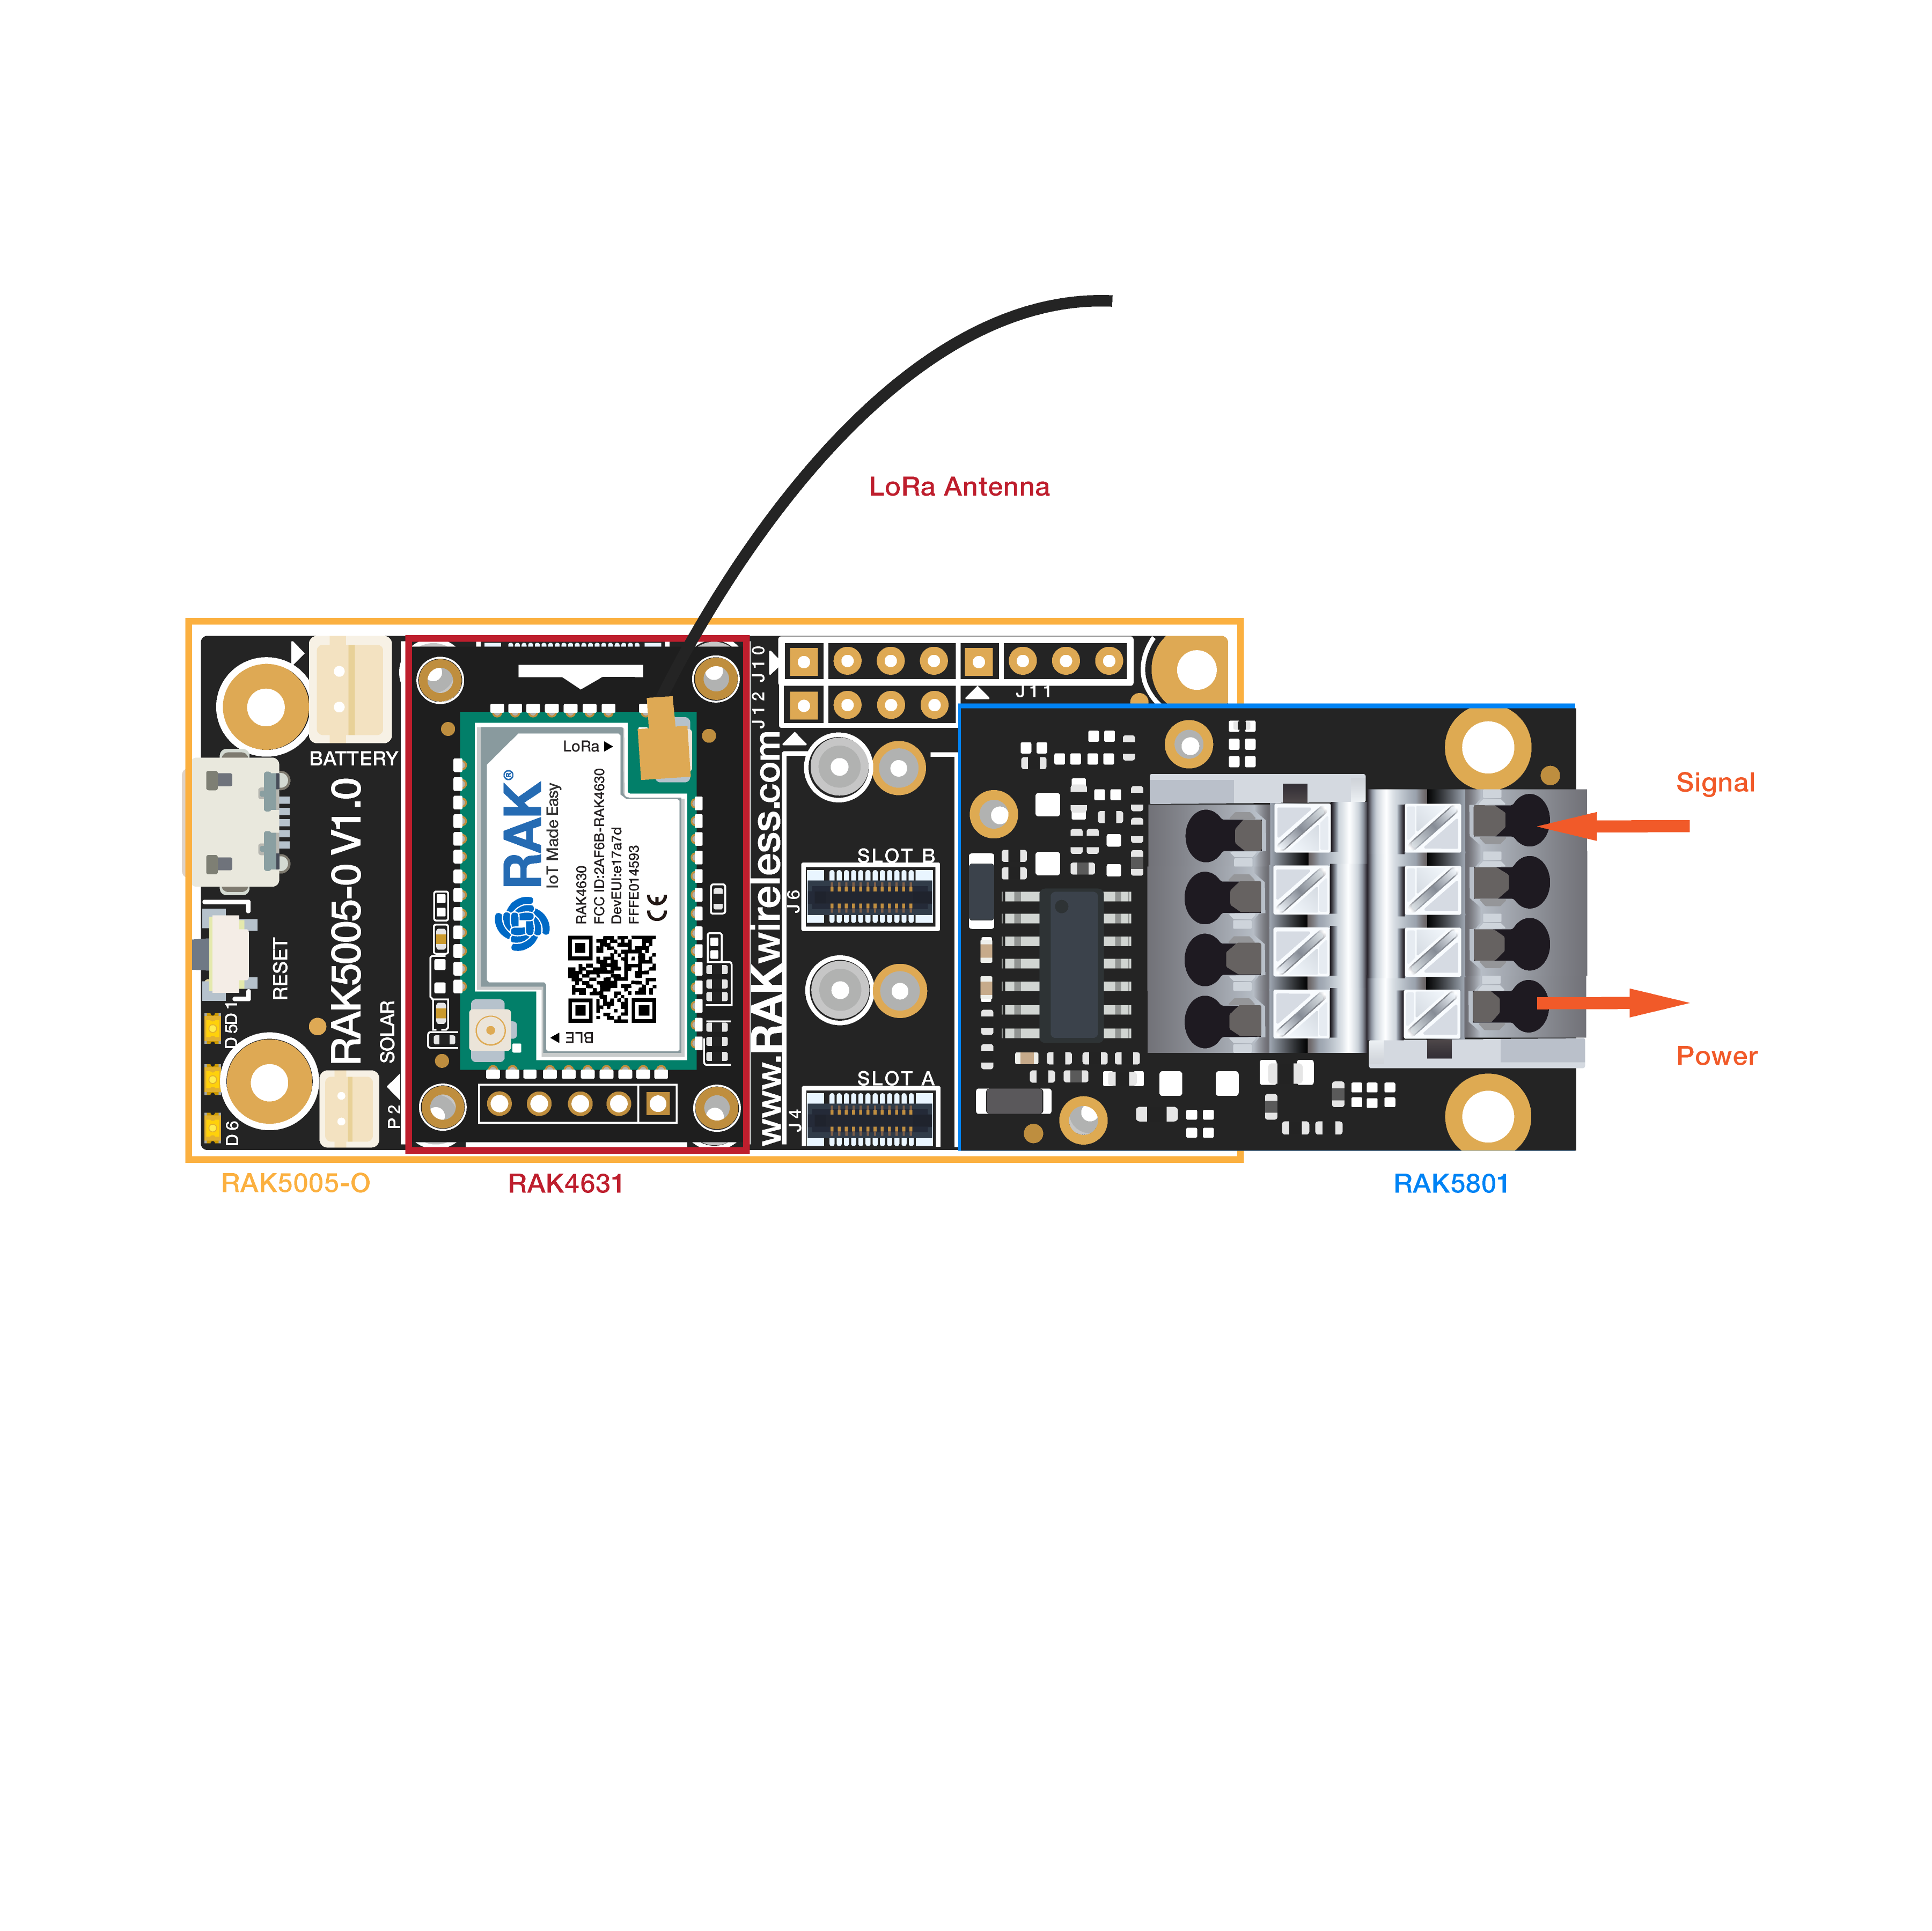 LoRa Antenna
J10
J12
J11
BATTERY
RAK5005-0 V1.0
RESET
SOLAR
P2
D1
D5
D6
LoRa ▶
RAK®
IoT Made Easy
RAK4630
FCC ID:2AF6B-RAK4630
DevEUI:e17a7d
FFFE014593
CE
BLE
www.RAKwireless.com
SLOT B
J6
SLOT A
J4
Signal
Power
RAK5005-O
RAK4631
RAK5801